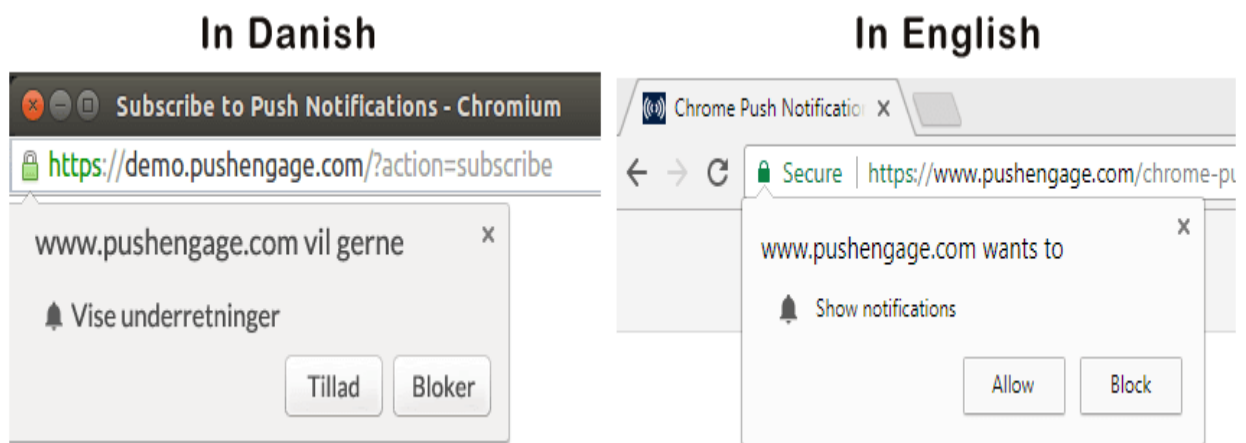 In Danish
Subscribe to Push Notifications - Chromium
https://demo.pushengage.com/?action=subscribe
www.pushengage.com vil gerne
Vise underretninger
Tillad
Bloker
In English
Chrome Push Notificatio
Secure
https://www.pushengage.com/chrome-pu
www.pushengage.com wants to
Show notifications
Allow
Block